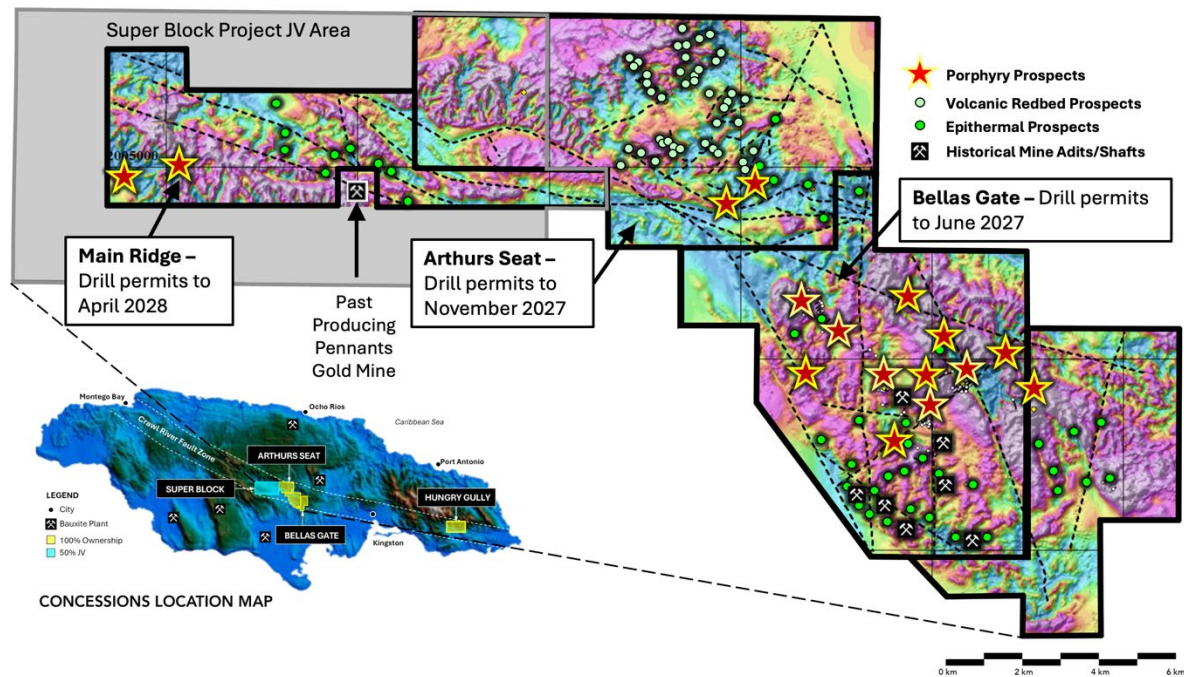 Super Block Project JV Area
Porphyry Prospects
Volcanic Redbed Prospects
Epithermal Prospects
Historical Mine Adits/Shafts
2005000
Main Ridge –
Drill permits to
April 2028
Past
Producing
Pennants
Gold Mine
Arthurs Seat –
Drill permits to
November 2027
Bellas Gate – Drill permits
to June 2027
Montego Bay
Ocho Rios
Caribbean Sea
Crawl River Fault Zone
Port Antonio
ARTHURS SEAT
SUPER BLOCK
HUNGRY GULLY
BELLAS GATE
Kingston
LEGEND
City
Bauxite Plant
100% Ownership
50% JV
CONCESSIONS LOCATION MAP
0 km 2 km 4 km 6 km